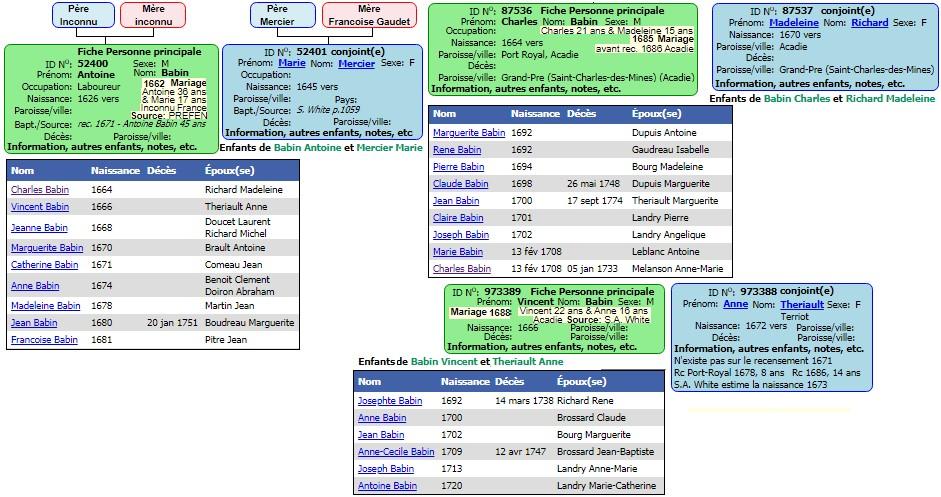 Père
Inconnu
Mère
inconnu
Fiche Personne principale
ID Nº: 52400 Sexe: M
Prénom: Antoine Nom: Babin
Occupation: Laboureur
Naissance: 1626 vers
1662 Mariage
Antoine 36 ans
& Marie 17 ans
Inconnu France
Source: PREFEN
Paroisse/ville:
Bapt./Source: rec. 1671 - Antoine Babin 45 ans
Décès: Paroisse/ville:
Information, autres enfants, notes, etc.
Père
Mercier
Mère
Francoise Gaudet
ID Nº: 52401 conjoint(e)
Prénom: Marie Nom: Mercier Sexe: F
Occupation:
Naissance: 1645 vers
Paroisse/ville: Pays:
Bapt./Source: S. White p.1059
Décès: Paroisse/ville:
Information, autres enfants, notes, etc
Enfants de Babin Antoine et Mercier Marie
Nom Naissance Décès Époux(se)
Charles Babin 1664 Richard Madeleine
Vincent Babin 1666 Theriault Anne
Jeanne Babin 1668 Doucet Laurent
Richard Michel
Marguerite Babin 1670 Brault Antoine
Catherine Babin 1671 Comeau Jean
Anne Babin 1674 Benoit Clement
Doiron Abraham
Madeleine Babin 1678 Martin Jean
Jean Babin 1680 20 jan 1751 Boudreau Marguerite
Francoise Babin 1681 Pitre Jean
ID Nº: 87536 Fiche Personne principale
Prénom: Charles Nom: Babin Sexe: M
Occupation: Charles 21 ans & Madeleine 15 ans
1685 Mariage
avant rec. 1686 Acadie
Naissance: 1664 vers
Paroisse/ville: Port Royal, Acadie
Décès:
Paroisse/ville: Grand-Pre (Saint-Charles-des-Mines) (Acadie)
Information, autres enfants, notes, etc.
ID Nº: 87537 conjoint(e)
Prénom: Madeleine Nom: Richard Sexe: F
Naissance: 1670 vers
Paroisse/ville: Acadie
Décès:
Paroisse/ville: Grand-Pre (Saint-Charles-des-Mines)
Information, autres enfants, notes, etc.
Enfants de Babin Charles et Richard Madeleine
Nom Naissance Décès Époux(se)
Marguerite Babin 1692 Dupuis Antoine
Rene Babin 1692 Gaudreau Isabelle
Pierre Babin 1694 Bourg Madeleine
Claude Babin 1698 26 mai 1748 Dupuis Marguerite
Jean Babin 1700 17 sept 1774 Theriault Marguerite
Claire Babin 1701 Landry Pierre
Joseph Babin 1702 Landry Angelique
Marie Babin 13 fév 1708 Leblanc Antoine
Charles Babin 13 fév 1708 05 jan 1733 Melanson Anne-Marie
ID Nº: 973389 Fiche Personne principale
Prénom: Vincent Nom: Babin Sexe: M
Mariage 1688: Vincent 22 ans & Anne 16 ans
Acadie Source: S.A. White
Naissance: 1666 Paroisse/ville:
Décès: Paroisse/ville:
Information, autres enfants, notes, etc.
ID Nº: 973388 conjoint(e)
Prénom: Anne Nom: Theriault Sexe: F
Terriot
Naissance: 1672 vers Paroisse/ville:
Décès: Paroisse/ville:
Information, autres enfants, notes, etc.
N'existe pas sur le recensement 1671
Rc Port-Royal 1678, 8 ans Rc 1686, 14 ans
S.A. White estime la naissance 1673
Enfants de Babin Vincent et Theriault Anne
Nom Naissance Décès Époux(se)
Josephte Babin 1692 14 mars 1738 Richard Rene
Anne Babin 1700 Brossard Claude
Jean Babin 1702 Bourg Marguerite
Anne-Cecile Babin 1709 12 avr 1747 Brossard Jean-Baptiste
Joseph Babin 1713 Landry Anne-Marie
Antoine Babin 1720 Landry Marie-Catherine